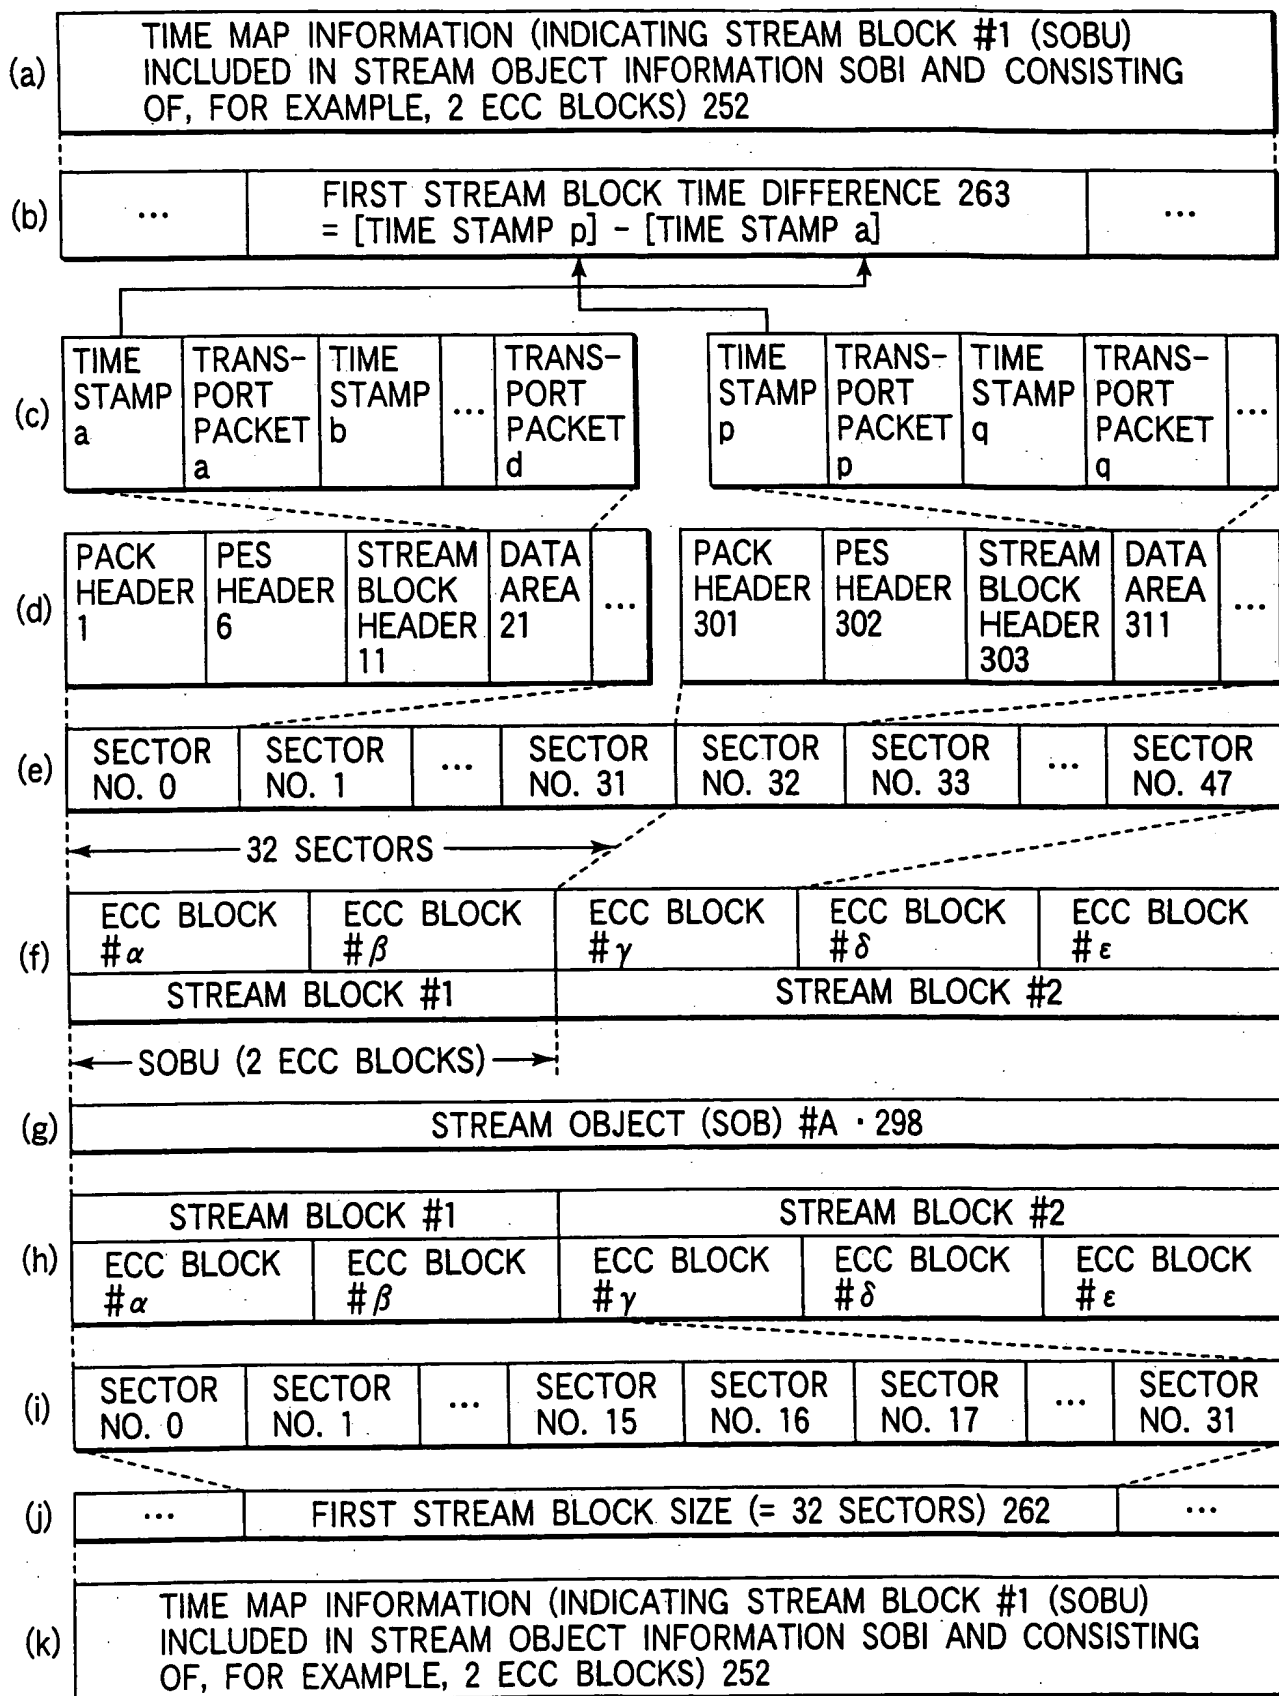 (a)
TIME MAP INFORMATION (INDICATING STREAM BLOCK #1 (SOBU)
INCLUDED IN STREAM OBJECT INFORMATION SOBI AND CONSISTING
OF, FOR EXAMPLE, 2 ECC BLOCKS) 252
(b)
...
FIRST STREAM BLOCK TIME DIFFERENCE 263
= [TIME STAMP p] - [TIME STAMP a]
...
(c)
TIME
STAMP
a
TRANS-
PORT
PACKET
a
TIME
STAMP
b
...
TRANS-
PORT
PACKET
d
TIME
STAMP
p
TRANS-
PORT
PACKET
p
TIME
STAMP
q
TRANS-
PORT
PACKET
q
...
(d)
PACK
HEADER
1
PES
HEADER
6
STREAM
BLOCK
HEADER
11
DATA
AREA
21
...
PACK
HEADER
301
PES
HEADER
302
STREAM
BLOCK
HEADER
303
DATA
AREA
311
...
(e)
SECTOR
NO. 0
SECTOR
NO. 1
...
SECTOR
NO. 31
SECTOR
NO. 32
SECTOR
NO. 33
...
SECTOR
NO. 47
32 SECTORS
(f)
ECC BLOCK
#α
ECC BLOCK
#β
ECC BLOCK
#γ
ECC BLOCK
#δ
ECC BLOCK
#ε
STREAM BLOCK #1
STREAM BLOCK #2
SOBU (2 ECC BLOCKS)
(g)
STREAM OBJECT (SOB) #A · 298
(h)
STREAM BLOCK #1
STREAM BLOCK #2
ECC BLOCK
#α
ECC BLOCK
#β
ECC BLOCK
#γ
ECC BLOCK
#δ
ECC BLOCK
#ε
(i)
SECTOR
NO. 0
SECTOR
NO. 1
...
SECTOR
NO. 15
SECTOR
NO. 16
SECTOR
NO. 17
...
SECTOR
NO. 31
(j)
...
FIRST STREAM BLOCK SIZE (= 32 SECTORS) 262
...
(k)
TIME MAP INFORMATION (INDICATING STREAM BLOCK #1 (SOBU)
INCLUDED IN STREAM OBJECT INFORMATION SOBI AND CONSISTING
OF, FOR EXAMPLE, 2 ECC BLOCKS) 252